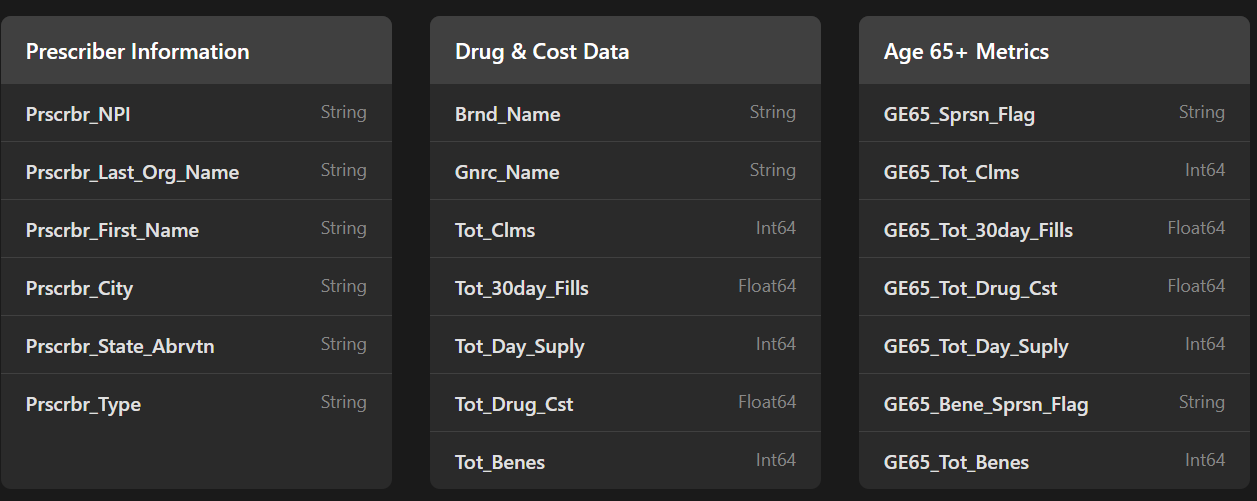 Prescriber Information
Prscrbr_NPI String
Prscrbr_Last_Org_Name String
Prscrbr_First_Name String
Prscrbr_City String
Prscrbr_State_Abrvtn String
Prscrbr_Type String
Drug & Cost Data
Brnd_Name String
Gnrc_Name String
Tot_Clms Int64
Tot_30day_Fills Float64
Tot_Day_Suply Int64
Tot_Drug_Cst Float64
Tot_Benes Int64
Age 65+ Metrics
GE65_Sprsn_Flag String
GE65_Tot_Clms Int64
GE65_Tot_30day_Fills Float64
GE65_Tot_Drug_Cst Float64
GE65_Tot_Day_Suply Int64
GE65_Bene_Sprsn_Flag String
GE65_Tot_Benes Int64